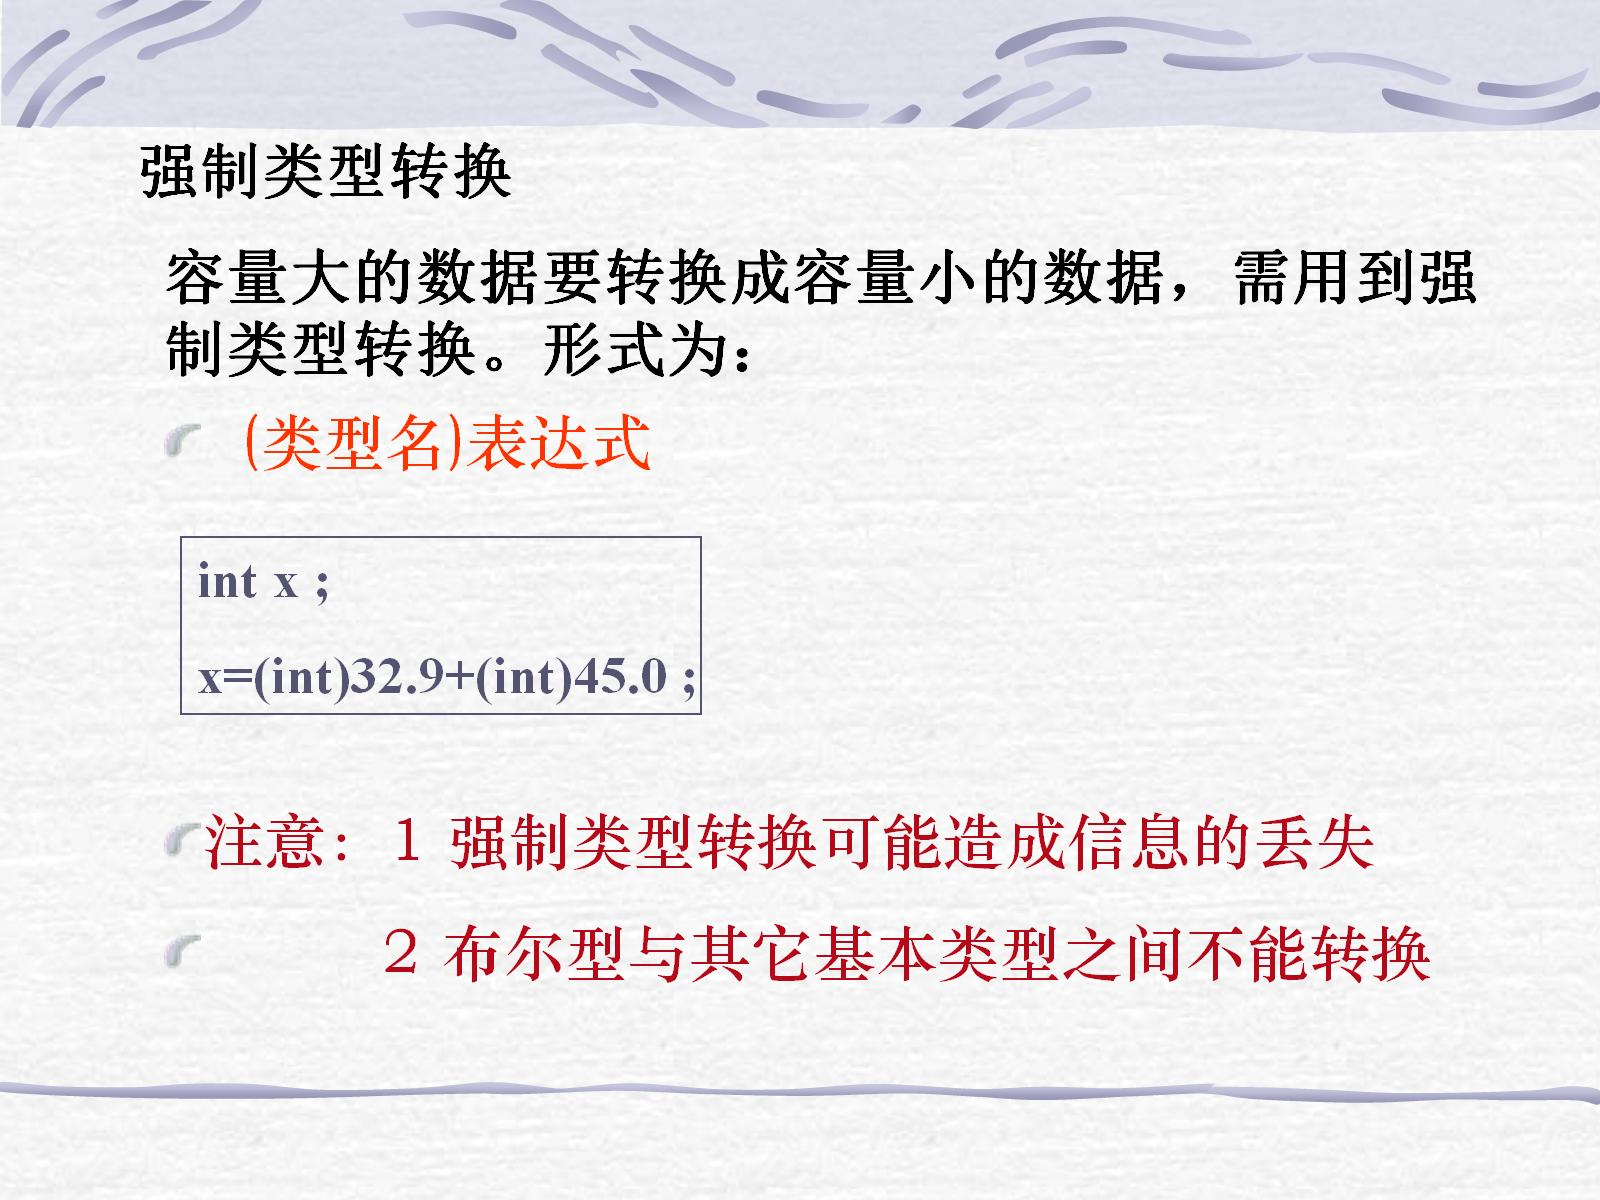 强制类型转换
容量大的数据要转换成容量小的数据，需用到强
制类型转换。形式为：
(类型名)表达式
int x ;
x=(int)32.9+(int)45.0 ;
注意：1 强制类型转换可能造成信息的丢失
2 布尔型与其它基本类型之间不能转换